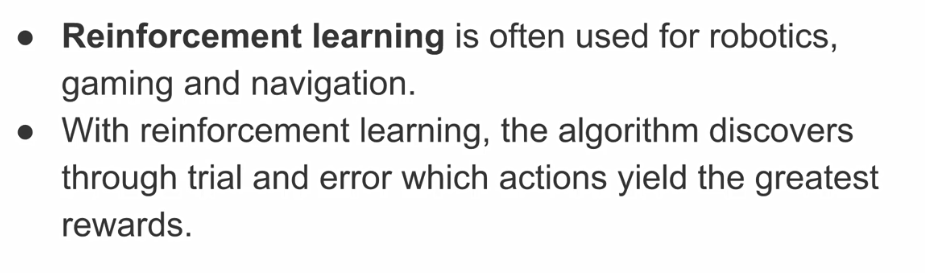 ● Reinforcement learning is often used for robotics,
gaming and navigation.
● With reinforcement learning, the algorithm discovers
through trial and error which actions yield the greatest
rewards.